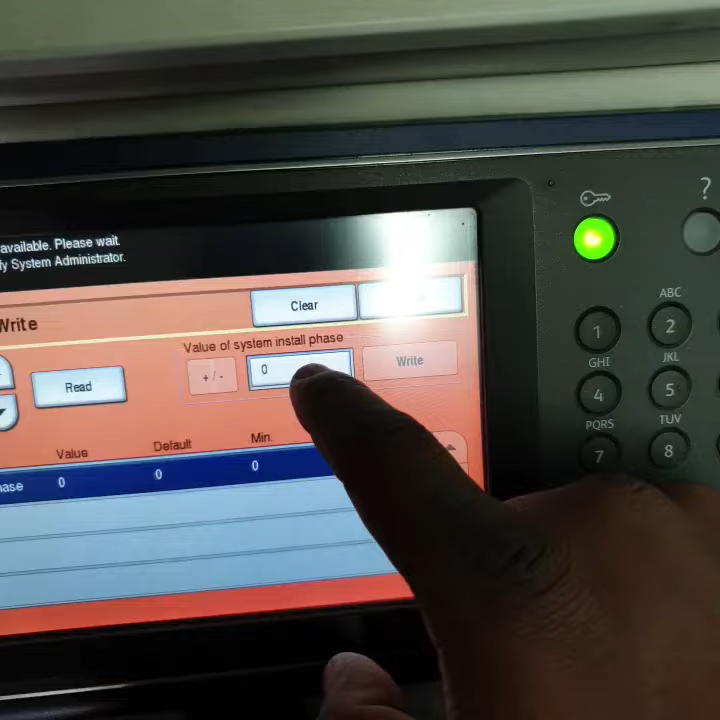 available. Please wait.
fy System Administrator.
Write
Clear
Value of system install phase
+/-
0
Write
Read
Value
Default
Min.
hase
0
0
0
?
1
ABC
2
GHI
4
JKL
5
PQRS
7
TUV
8